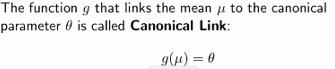 The function g that links the mean μ to the canonical
parameter θ is called Canonical Link:
g(μ) = θ